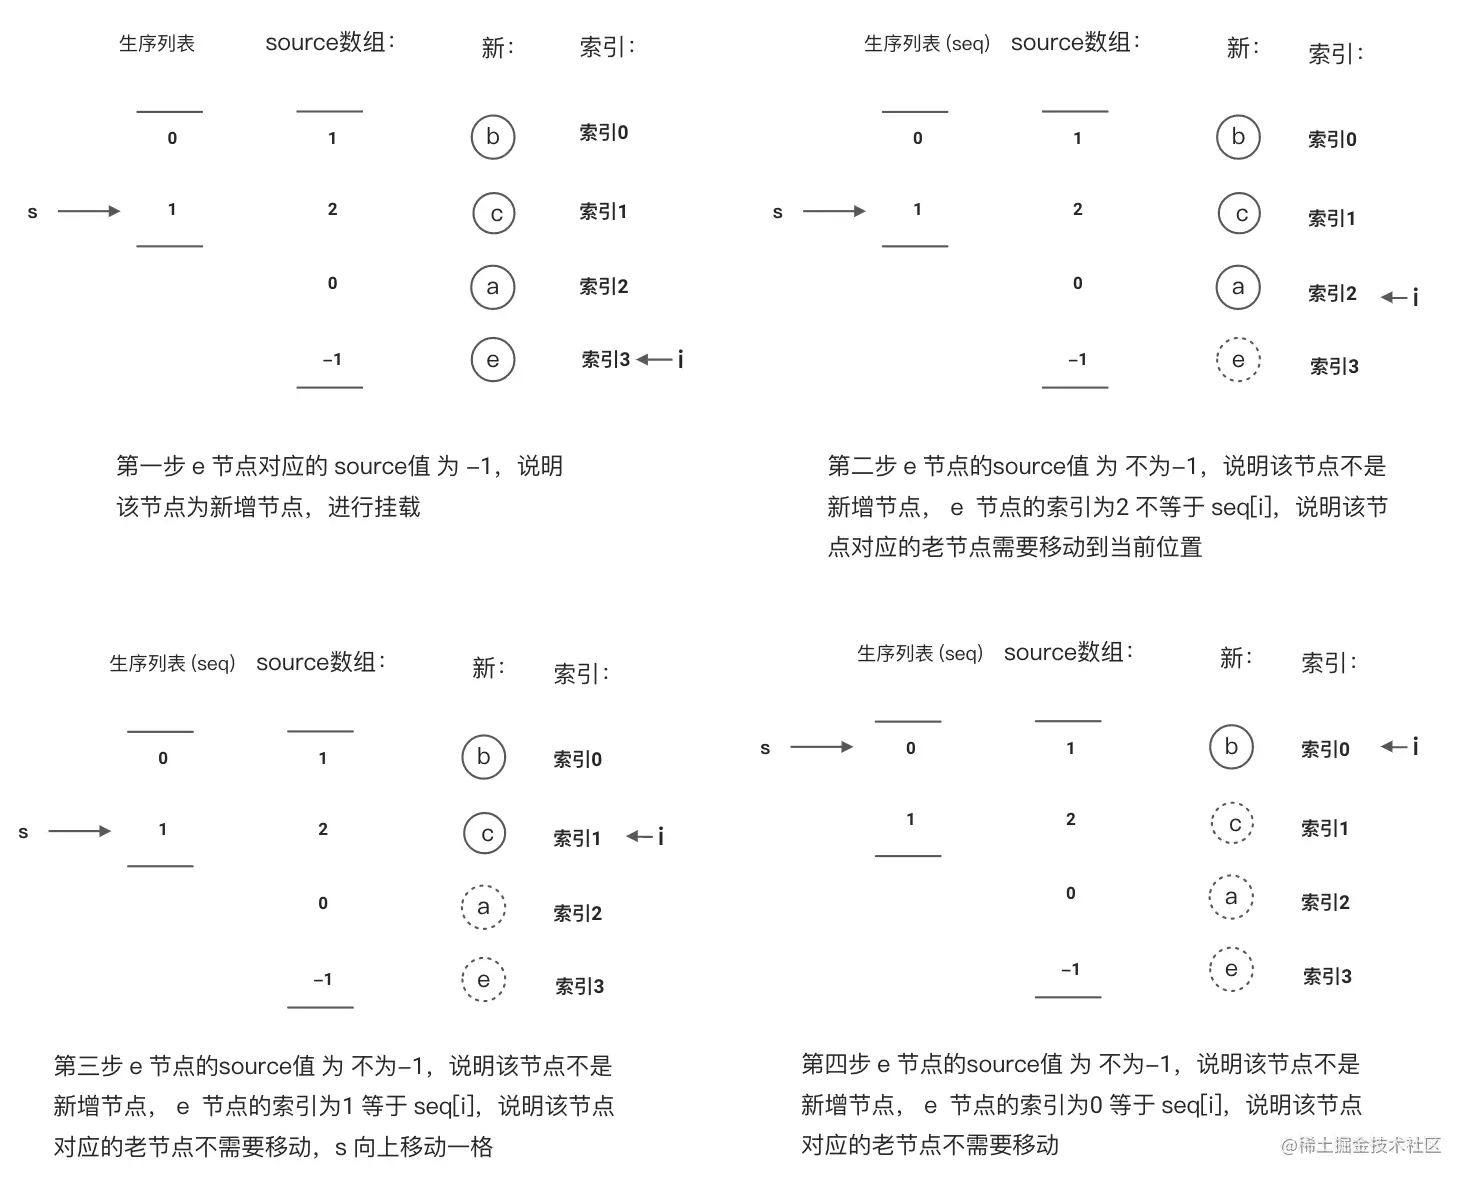 生序列表 source数组： 新： 索引：
0 1 b 索引0
s 1 2 c 索引1
0 a 索引2
-1 e 索引3 i
第一步 e 节点对应的 source值 为 -1，说明
该节点为新增节点，进行挂载
生序列表 (seq) source数组： 新： 索引：
0 1 b 索引0
s 1 2 c 索引1
0 a 索引2 i
-1 e 索引3
第二步 e 节点的source值 为 不为-1，说明该节点不是
新增节点， e 节点的索引为2 不等于 seq[i]，说明该节
点对应的老节点需要移动到当前位置
生序列表 (seq) source数组： 新： 索引：
0 1 b 索引0
s 1 2 c 索引1 i
0 a 索引2
-1 e 索引3
第三步 e 节点的source值 为 不为-1，说明该节点不是
新增节点， e 节点的索引为1 等于 seq[i]，说明该节点
对应的老节点不需要移动，s 向上移动一格
生序列表 (seq) source数组： 新： 索引：
s 0 1 b 索引0 i
1 2 c 索引1
0 a 索引2
-1 e 索引3
第四步 e 节点的source值 为 不为-1，说明该节点不是
新增节点， e 节点的索引为0 等于 seq[i]，说明该节点
对应的老节点不需要移动
@稀土掘金技术社区